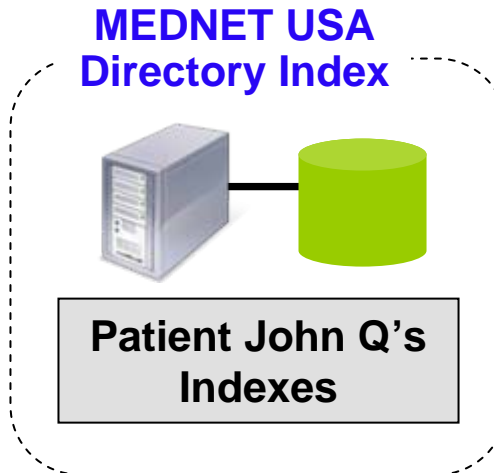 MEDNET USA
Directory Index
Patient John Q’s
Indexes